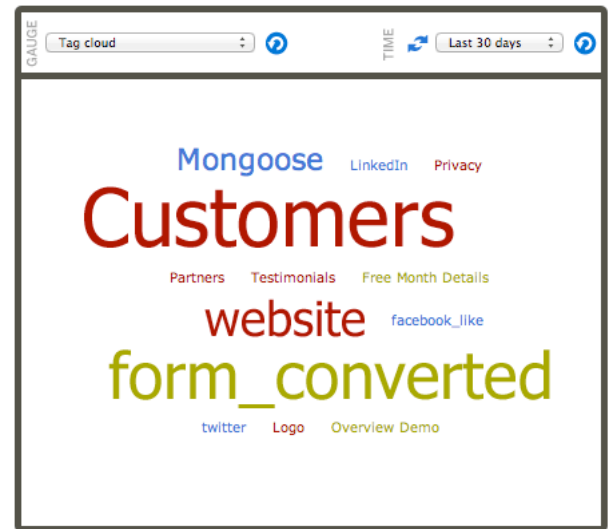 GAUGE Tag cloud TIME Last 30 days
Mongoose LinkedIn Privacy
Customers
Partners Testimonials Free Month Details
website facebook_like
form_converted
twitter Logo Overview Demo